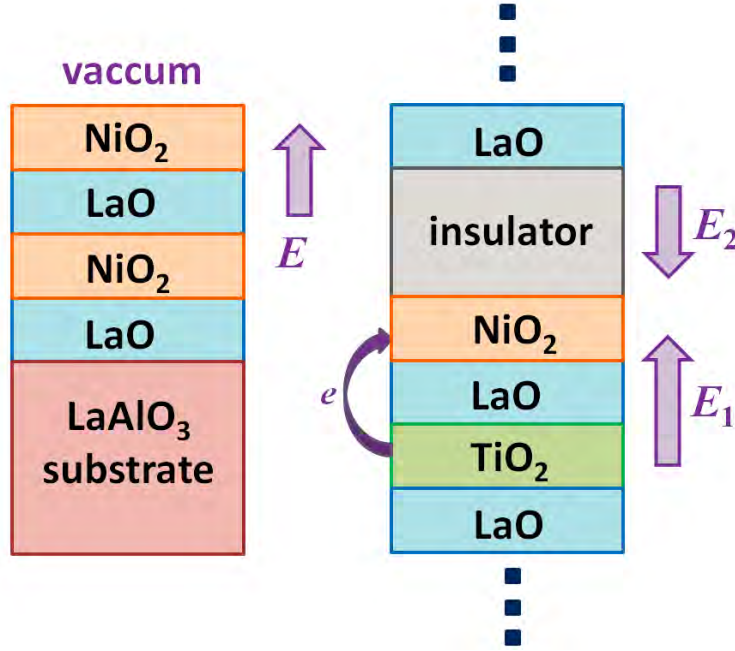 vaccum
NiO₂
LaO
NiO₂
LaO
LaAlO₃
substrate
E
LaO
insulator
NiO₂
LaO
TiO₂
LaO
e
E₂
E₁